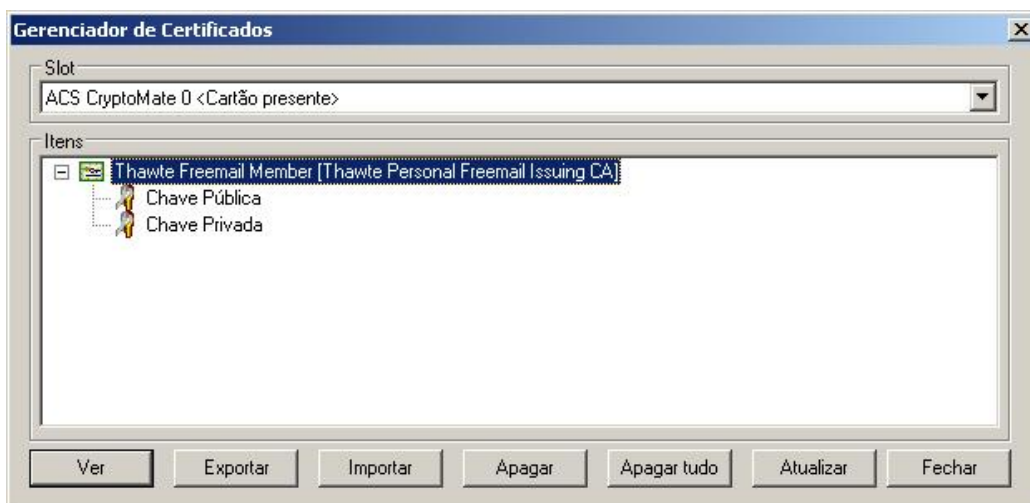 Gerenciador de Certificados
Slot
ACS CryptoMate 0 <Cartão presente>
Itens
Thawte Freemail Member [Thawte Personal Freemail Issuing CA]
Chave Pública
Chave Privada
Ver Exportar Importar Apagar Apagar tudo Atualizar Fechar